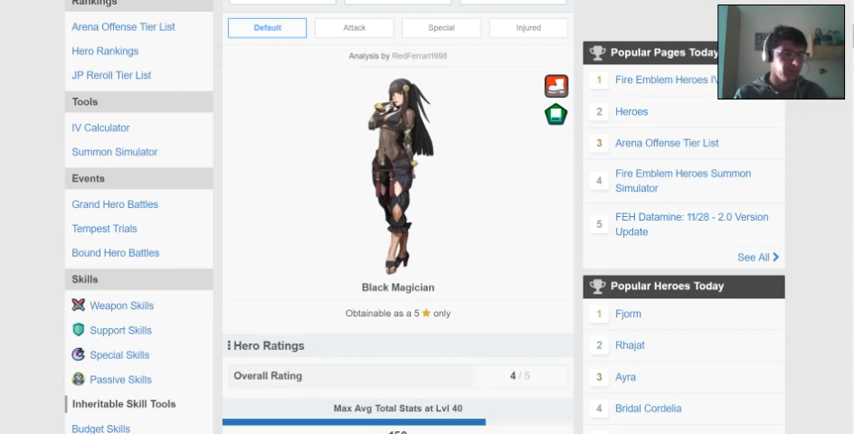 Rankings
Arena Offense Tier List
Hero Rankings
JP Reroll Tier List
Tools
IV Calculator
Summon Simulator
Events
Grand Hero Battles
Tempest Trials
Bound Hero Battles
Skills
Weapon Skills
Support Skills
Special Skills
Passive Skills
Inheritable Skill Tools
Budget Skills
Default
Attack
Special
Injured
Analysis by RedFerrari1998
Black Magician
Obtainable as a 5 only
Hero Ratings
Overall Rating
4 / 5
Max Avg Total Stats at Lvl 40
Popular Pages Today
1 Fire Emblem Heroes
2 Heroes
3 Arena Offense Tier List
4 Fire Emblem Heroes Summon
Simulator
5 FEH Datamine: 11/28 - 2.0 Version
Update
See All
Popular Heroes Today
1 Fjorm
2 Rhajat
3 Ayra
4 Bridal Cordelia